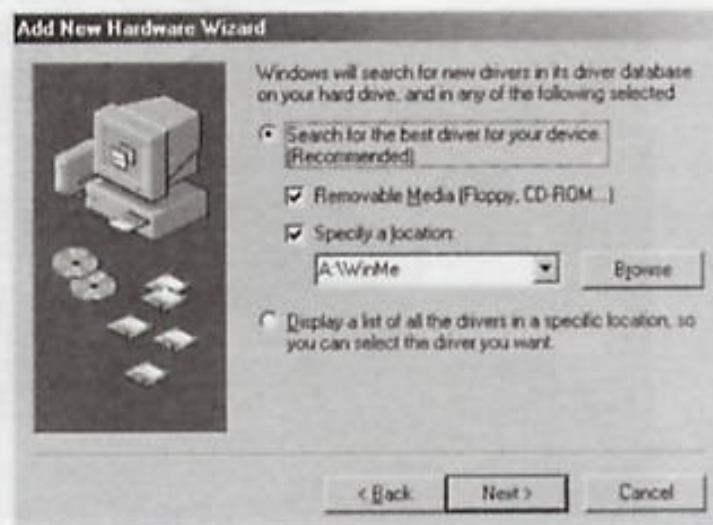 Add New Hardware Wizard
Windows will search for new drivers in its driver database
on your hard drive, and in any of the following selected
Search for the best driver for your device.
(Recommended)
Removable Media (Floppy, CD-ROM...)
Specify a location:
A:\WinMe
Browse
Display a list of all the drivers in a specific location, so
you can select the driver you want.
< Back
Next >
Cancel